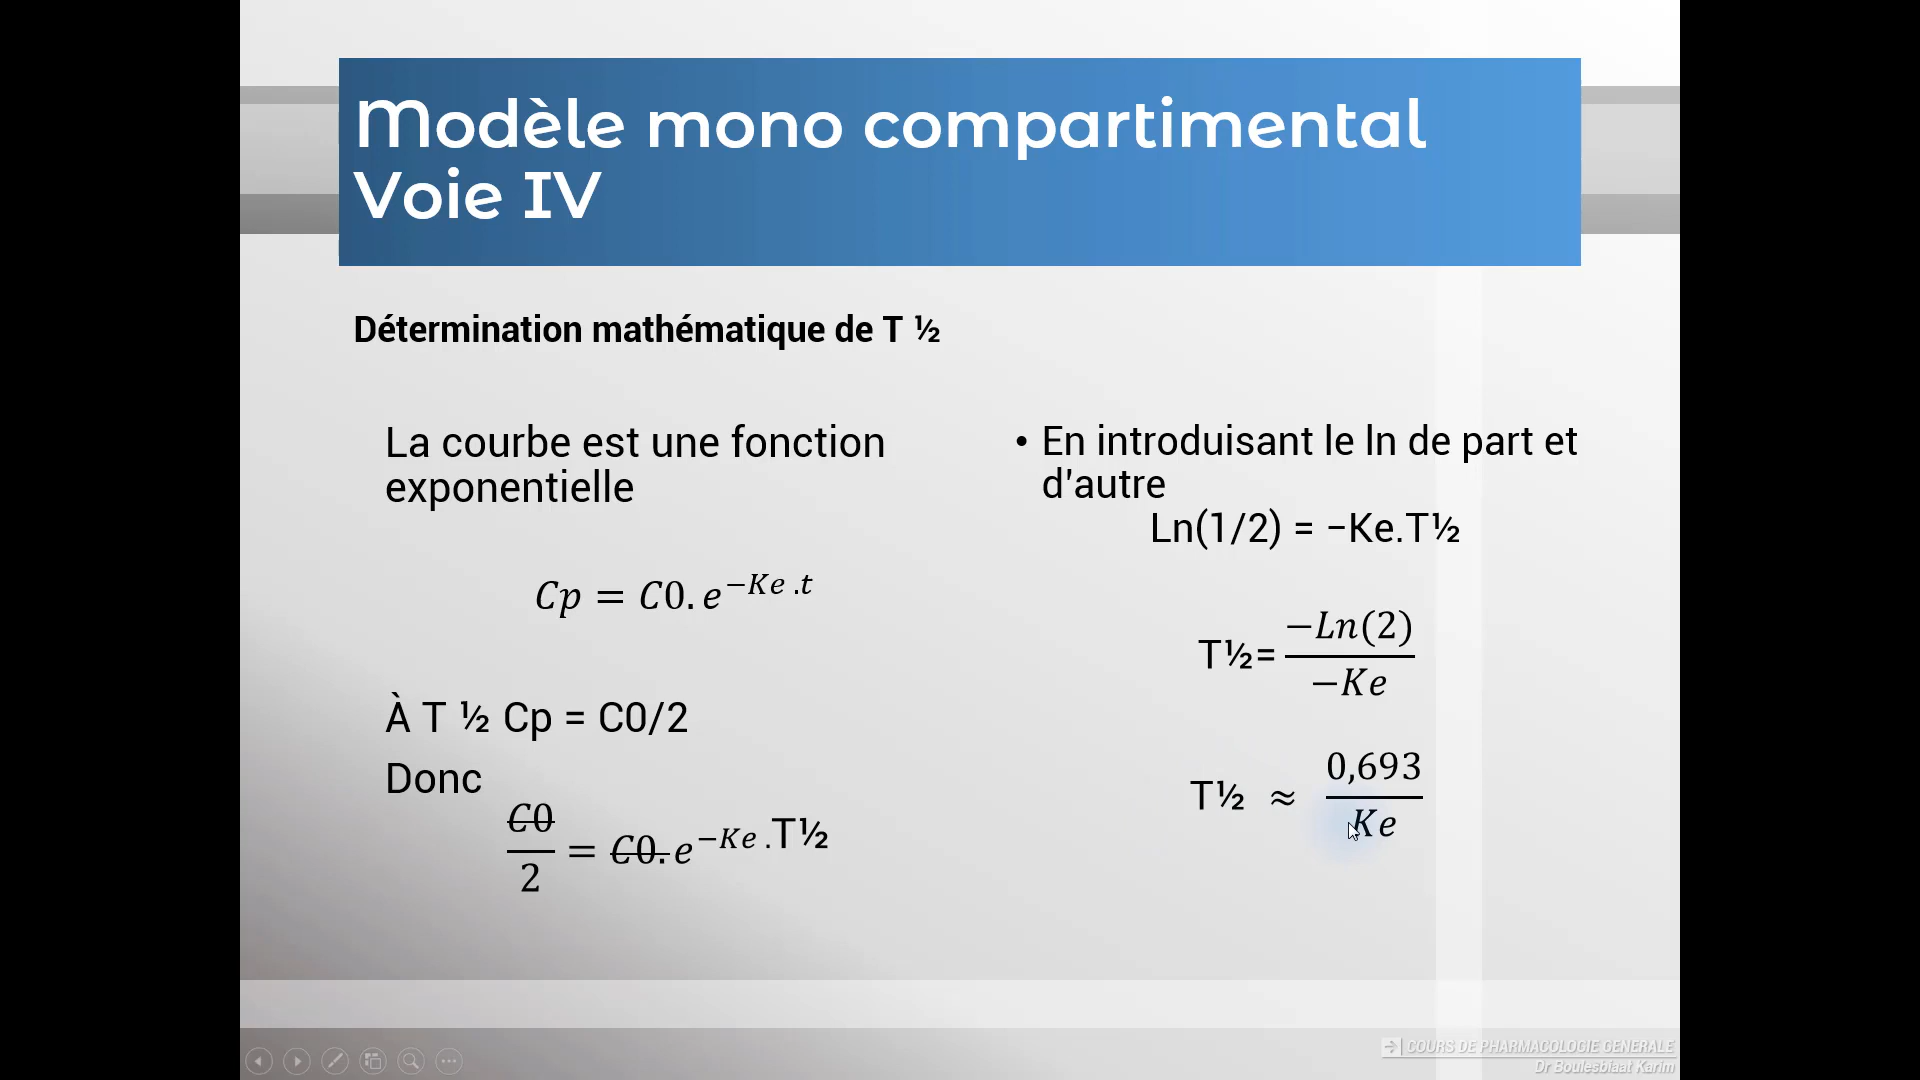 Modèle mono compartimental
Voie IV
Détermination mathématique de T ½
La courbe est une fonction
exponentielle
Cp = C0. e^{−Ke .t}
À T ½ Cp = C0/2
Donc
C0/2 = C0. e^{−Ke .T½}
• En introduisant le ln de part et
d'autre
Ln(1/2) = −Ke.T½
T½= −Ln(2)/−Ke
T½ ≈ 0,693/Ke
COURS DE PHARMACOLOGIE GENERALE
Dr Boulesbiaat Karim